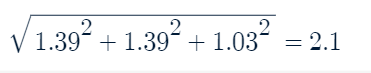 √1.39² + 1.39² + 1.03² = 2.1